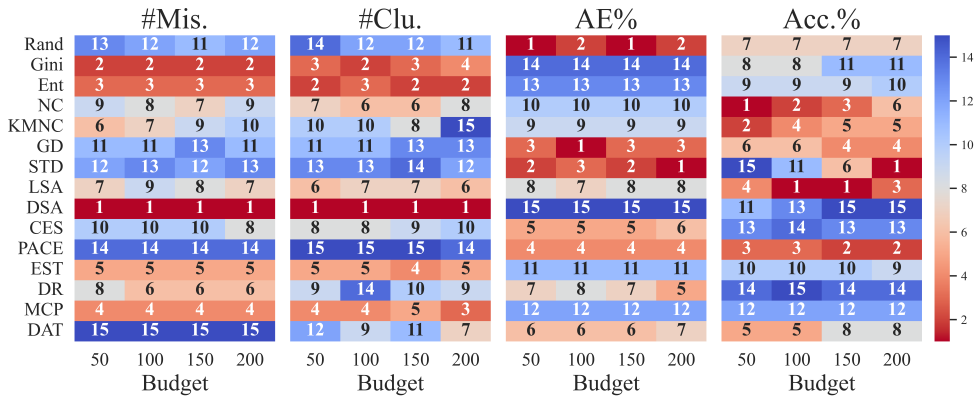 #Mis. #Clu. AE% Acc.%
Rand 13 12 11 12 14 12 12 11 1 2 1 2 7 7 7 7
Gini 2 2 2 2 3 2 3 4 14 14 14 14 8 8 11 11 14
Ent 3 3 3 3 2 3 2 2 13 13 13 13 9 9 9 10
NC 9 8 7 9 7 6 6 8 10 10 10 10 1 2 3 6 12
KMNC 6 7 9 10 10 10 8 15 9 9 9 9 2 4 5 5 10
GD 11 11 13 11 11 11 13 13 3 1 3 3 6 6 4 4
STD 12 13 12 13 13 13 14 12 2 3 2 1 15 11 6 1 8
LSA 7 9 8 7 6 7 7 6 8 7 8 8 4 1 1 3
DSA 1 1 1 1 1 1 1 1 15 15 15 15 11 13 15 15 6
CES 10 10 10 8 8 8 9 10 5 5 5 6 13 14 13 13
PACE 14 14 14 14 15 15 15 14 4 4 4 4 3 3 2 2
EST 5 5 5 5 5 5 4 5 11 11 11 11 10 10 10 9 4
DR 8 6 6 6 9 14 10 9 7 8 7 5 14 15 14 14
MCP 4 4 4 4 4 4 5 3 12 12 12 12 12 12 12 12 2
DAT 15 15 15 15 12 9 11 7 6 6 6 7 5 5 8 8
50 100 150 200 50 100 150 200 50 100 150 200 50 100 150 200
Budget Budget Budget Budget